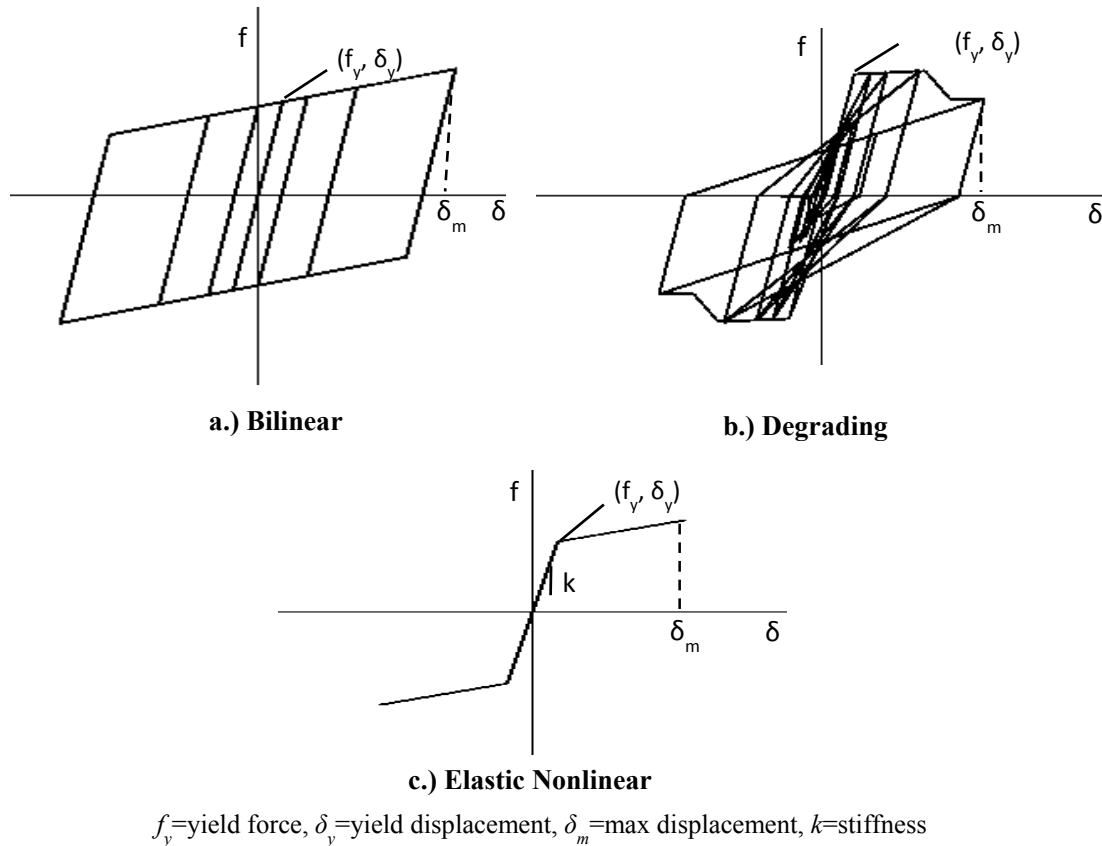 f
(f_y, δ_y)
δ_m δ
a.) Bilinear
f
(f_y, δ_y)
δ_m
δ
b.) Degrading
f
(f_y, δ_y)
k
δ_m δ
c.) Elastic Nonlinear
f_y=yield force, δ_y=yield displacement, δ_m=max displacement, k=stiffness